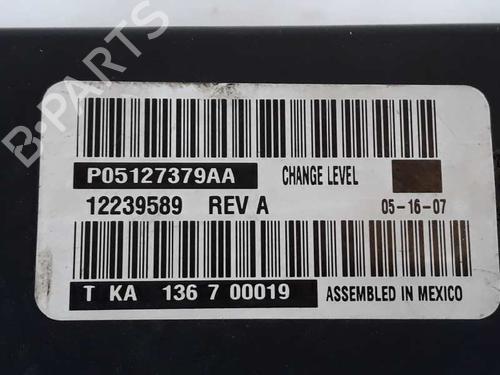 B-PARTS
P05127379AA CHANGE LEVEL
12239589 REV A 05-16-07
T KA 136 7 00019 ASSEMBLED IN MEXICO